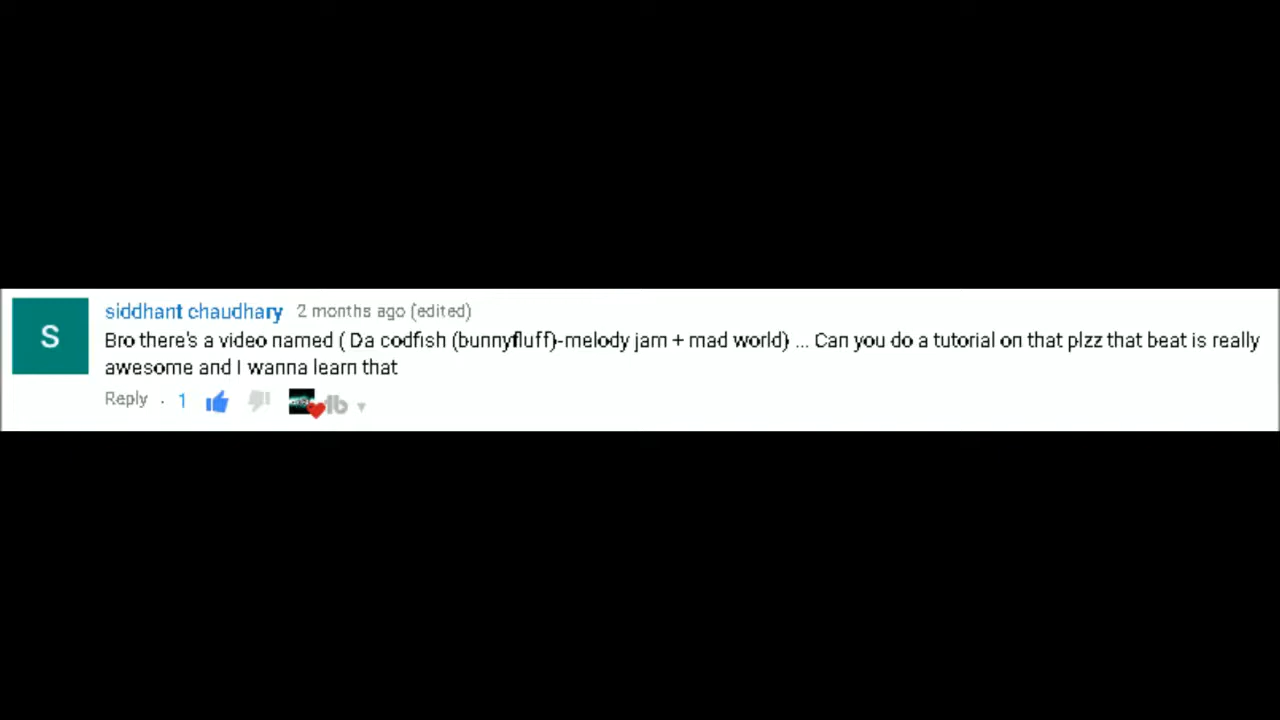 S
siddhant chaudhary 2 months ago (edited)
Bro there's a video named ( Da codfish (bunnyfluff)-melody jam + mad world) ... Can you do a tutorial on that plzz that beat is really
awesome and I wanna learn that
Reply · 1